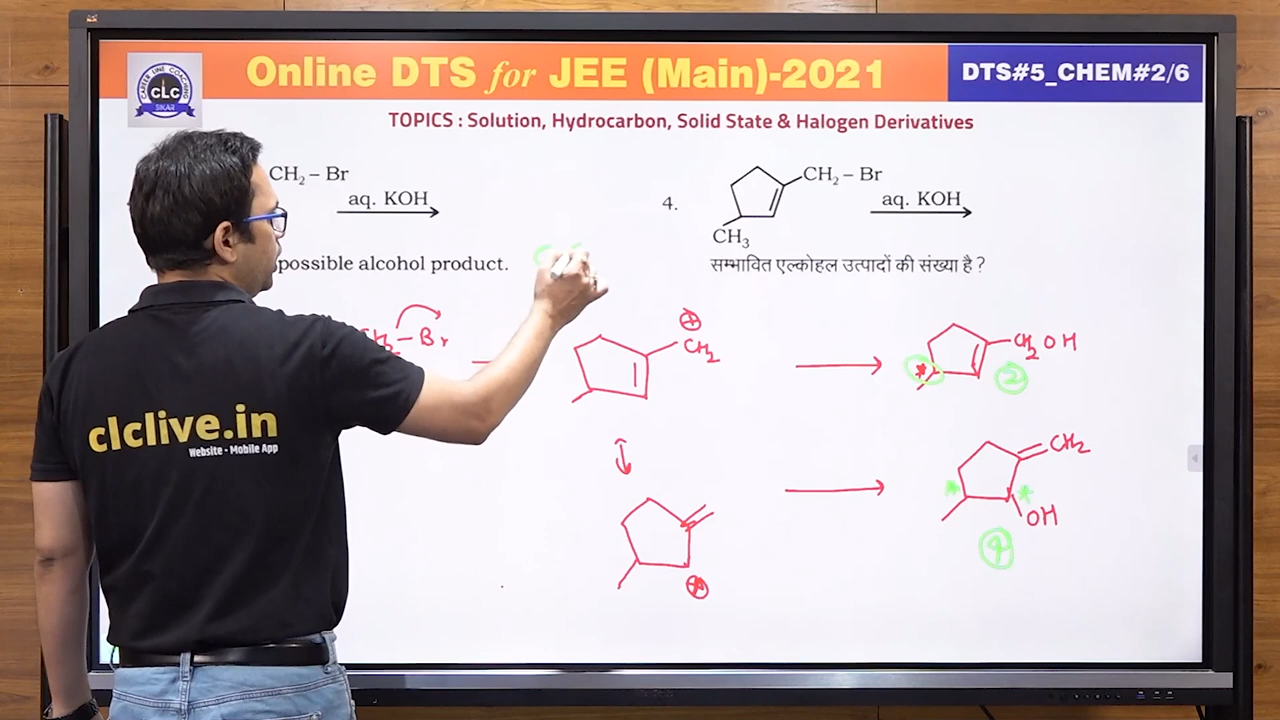 Online DTS for JEE (Main)-2021
DTS#5_CHEM#2/6
CAREER LINE COACHING
CLC
SIKAR
TOPICS : Solution, Hydrocarbon, Solid State & Halogen Derivatives
CH₂ – Br
aq. KOH
possible alcohol product.
4.
CH₂ – Br
aq. KOH
CH₃
सम्भावित एल्कोहल उत्पादों की संख्या है ?
CH₂ – Br
⊕
CH₂
CH₂OH
*
②
CH₂
*
*
OH
④
⊕
clclive.in
Website - Mobile App